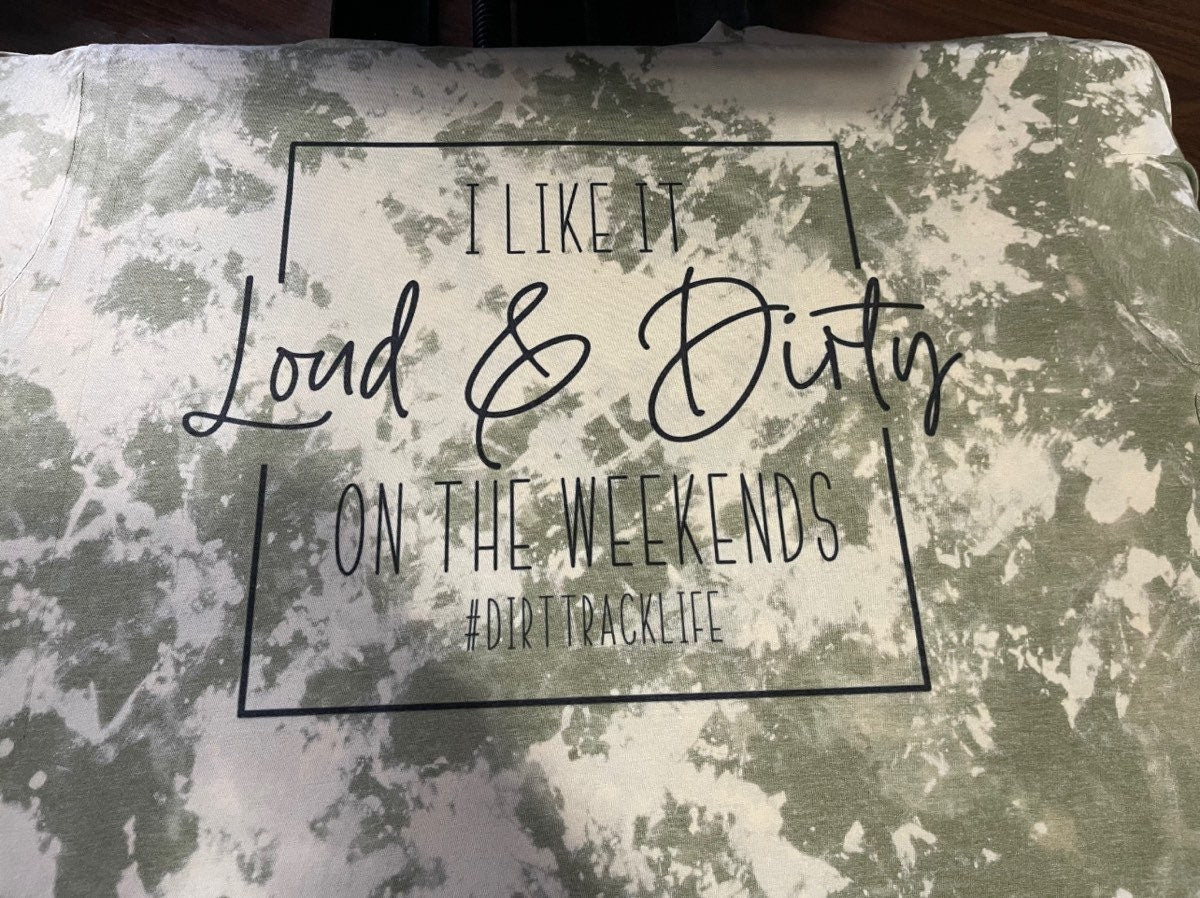 I LIKE IT
Loud & Dirty
ON THE WEEKENDS
#DIRTTRACKLIFE